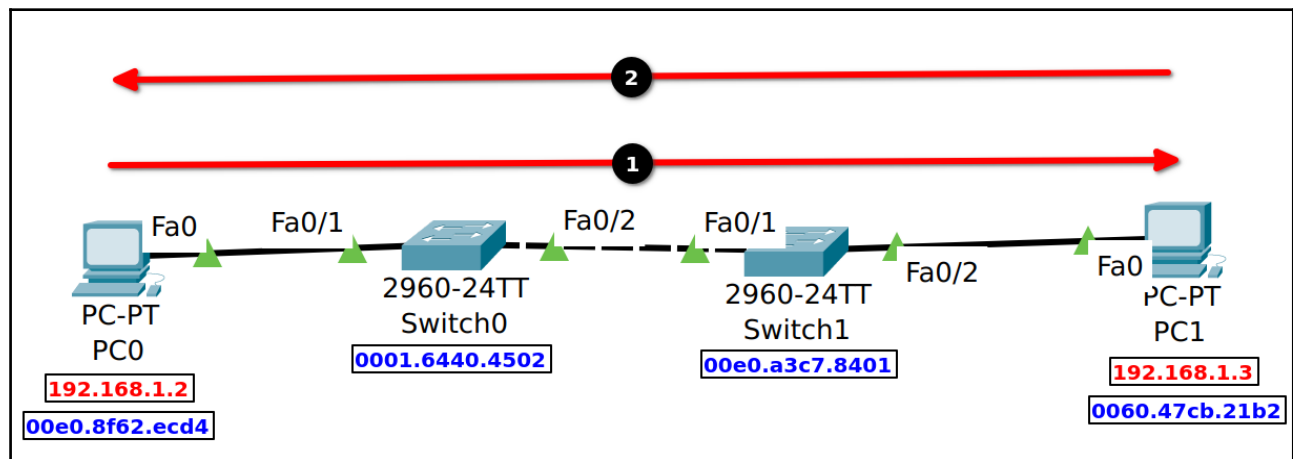 2
1
Fa0
Fa0/1
Fa0/2
Fa0/1
Fa0/2
Fa0
PC-PT
PC0
192.168.1.2
00e0.8f62.ecd4
2960-24TT
Switch0
0001.6440.4502
2960-24TT
Switch1
00e0.a3c7.8401
PC-PT
PC1
192.168.1.3
0060.47cb.21b2